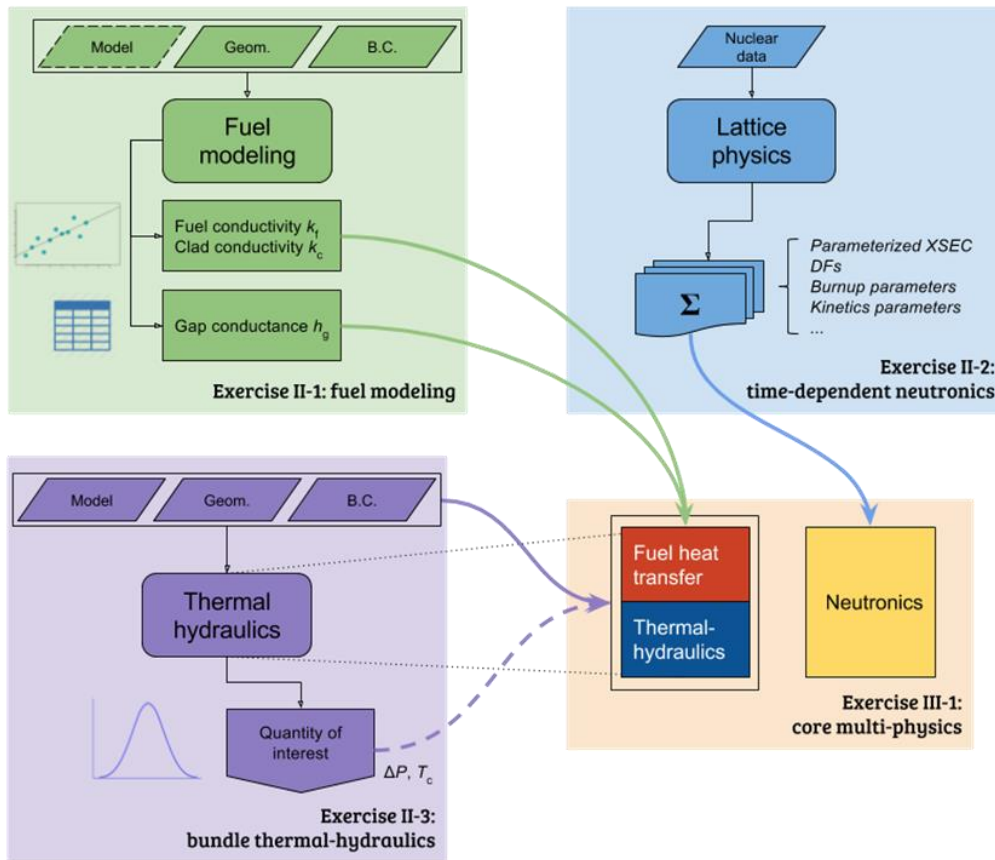 Model
Geom.
B.C.
Fuel
modeling
Fuel conductivity kf
Clad conductivity kc
Gap conductance hg
Exercise II-1: fuel modeling
Nuclear
data
Lattice
physics
Σ
Parameterized XSEC
DFs
Burnup parameters
Kinetics parameters
...
Exercise II-2:
time-dependent neutronics
Model
Geom.
B.C.
Thermal
hydraulics
Quantity of
interest
ΔP, Tc
Exercise II-3:
bundle thermal-hydraulics
Fuel heat
transfer
Thermal-
hydraulics
Neutronics
Exercise III-1:
core multi-physics